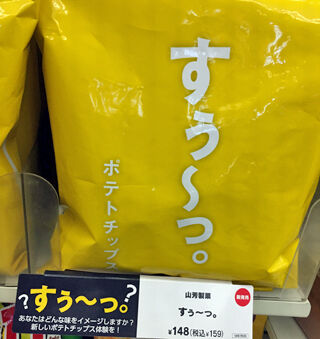 すぅ～っ。
ポテトチップス
?すぅ～っ。?
あなたはどんな味をイメージしますか?
新しいポテトチップス体験を!
山芳製菓
すぅ～っ。
¥148(税込¥159)